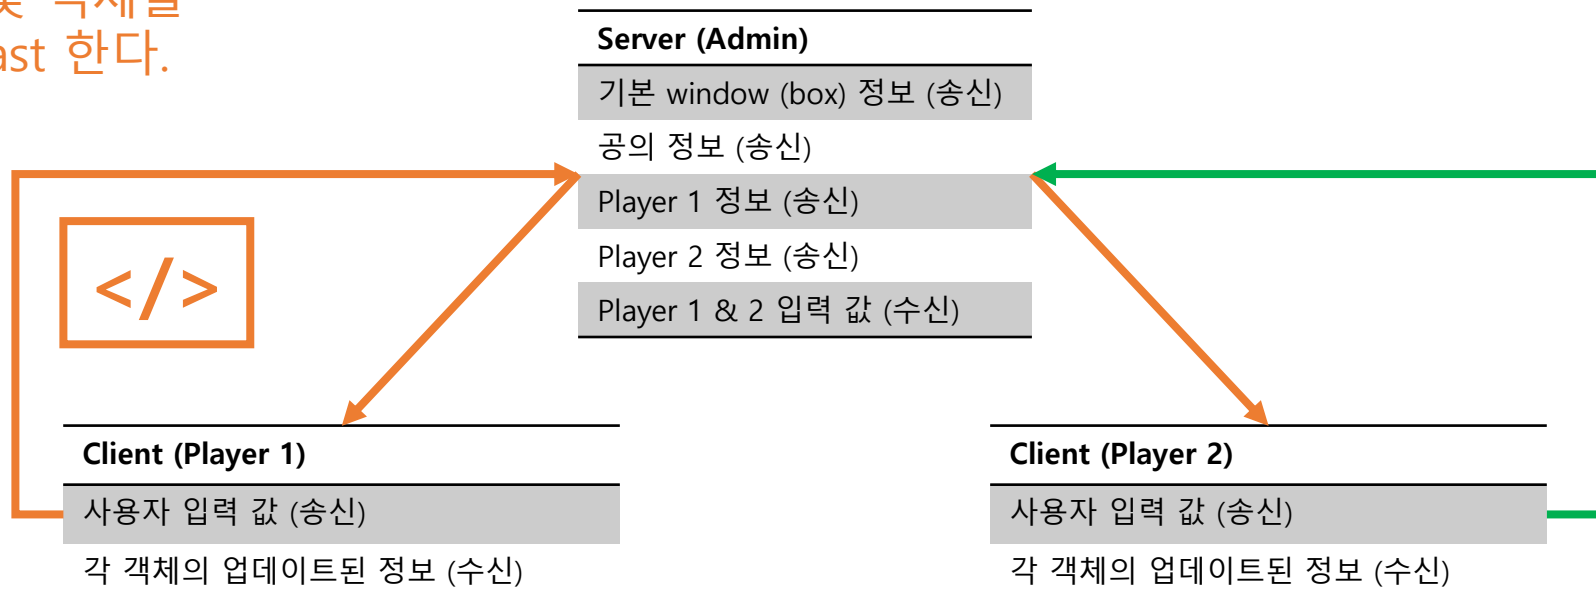 한다.
Server (Admin)
기본 window (box) 정보 (송신)
공의 정보 (송신)
Player 1 정보 (송신)
Player 2 정보 (송신)
Player 1 & 2 입력 값 (수신)
</>
Client (Player 1)
사용자 입력 값 (송신)
각 객체의 업데이트된 정보 (수신)
Client (Player 2)
사용자 입력 값 (송신)
각 객체의 업데이트된 정보 (수신)